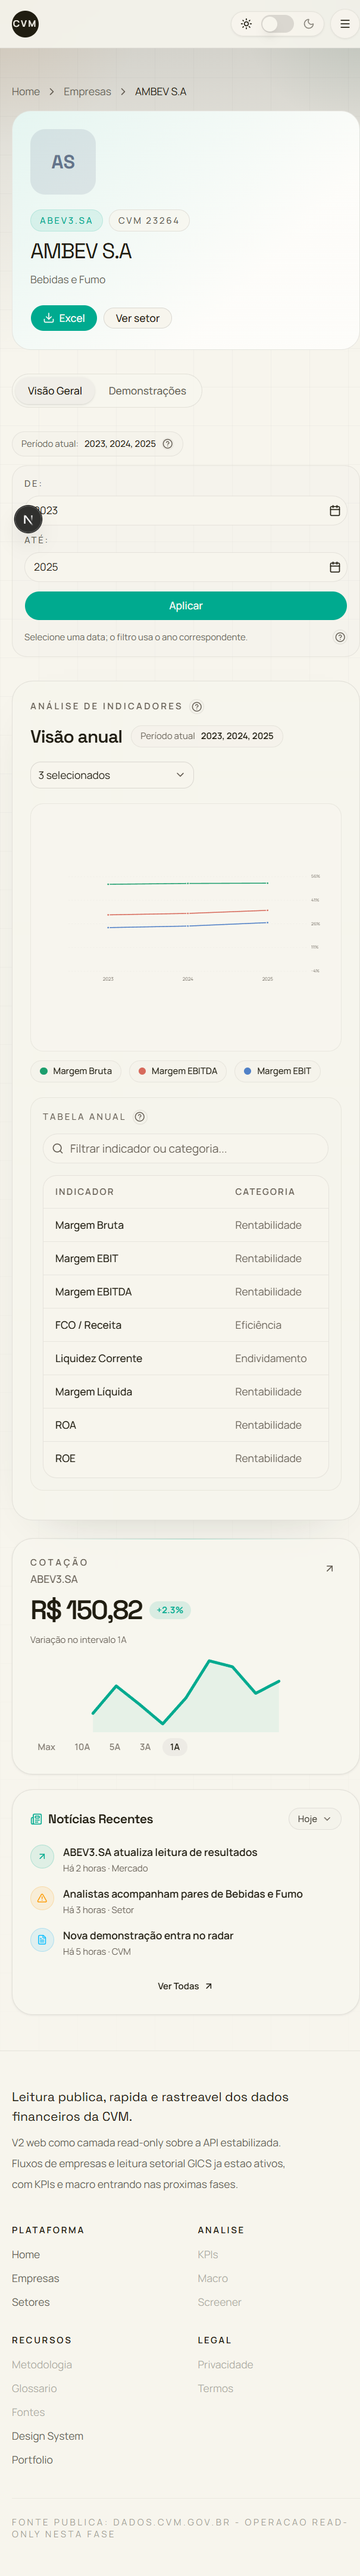 CVM
Home > Empresas > AMBEV S.A
AS
ABEV3.SA CVM 23264
AMBEV S.A
Bebidas e Fumo
Excel Ver setor
Visão Geral Demonstrações
Período atual: 2023, 2024, 2025
DE:
2023
N
ATÉ:
2025
Aplicar
Selecione uma data; o filtro usa o ano correspondente.
ANÁLISE DE INDICADORES
Visão anual Período atual 2023, 2024, 2025
3 selecionados
2023 2024 2025
Margem Bruta Margem EBITDA Margem EBIT
TABELA ANUAL
Filtrar indicador ou categoria...
INDICADOR CATEGORIA
Margem Bruta Rentabilidade
Margem EBIT Rentabilidade
Margem EBITDA Rentabilidade
FCO / Receita Eficiência
Liquidez Corrente Endividamento
Margem Líquida Rentabilidade
ROA Rentabilidade
ROE Rentabilidade
COTAÇÃO
ABEV3.SA
R$ 150,82 +2.3%
Variação no intervalo 1A
Max 10A 5A 3A 1A
Notícias Recentes Hoje
ABEV3.SA atualiza leitura de resultados
Há 2 horas · Mercado
Analistas acompanham pares de Bebidas e Fumo
Há 3 horas · Setor
Nova demonstração entra no radar
Há 5 horas · CVM
Ver Todas
Leitura publica, rapida e rastreavel dos dados
financeiros da CVM.
V2 web como camada read-only sobre a API estabilizada.
Fluxos de empresas e leitura setorial GICS ja estao ativos,
com KPIs e macro entrando nas proximas fases.
PLATAFORMA ANALISE
Home KPIs
Empresas Macro
Setores Screener
RECURSOS LEGAL
Metodologia Privacidade
Glossario Termos
Fontes
Design System
Portfolio
FONTE PUBLICA: DADOS.CVM.GOV.BR - OPERACAO READ-
ONLY NESTA FASE